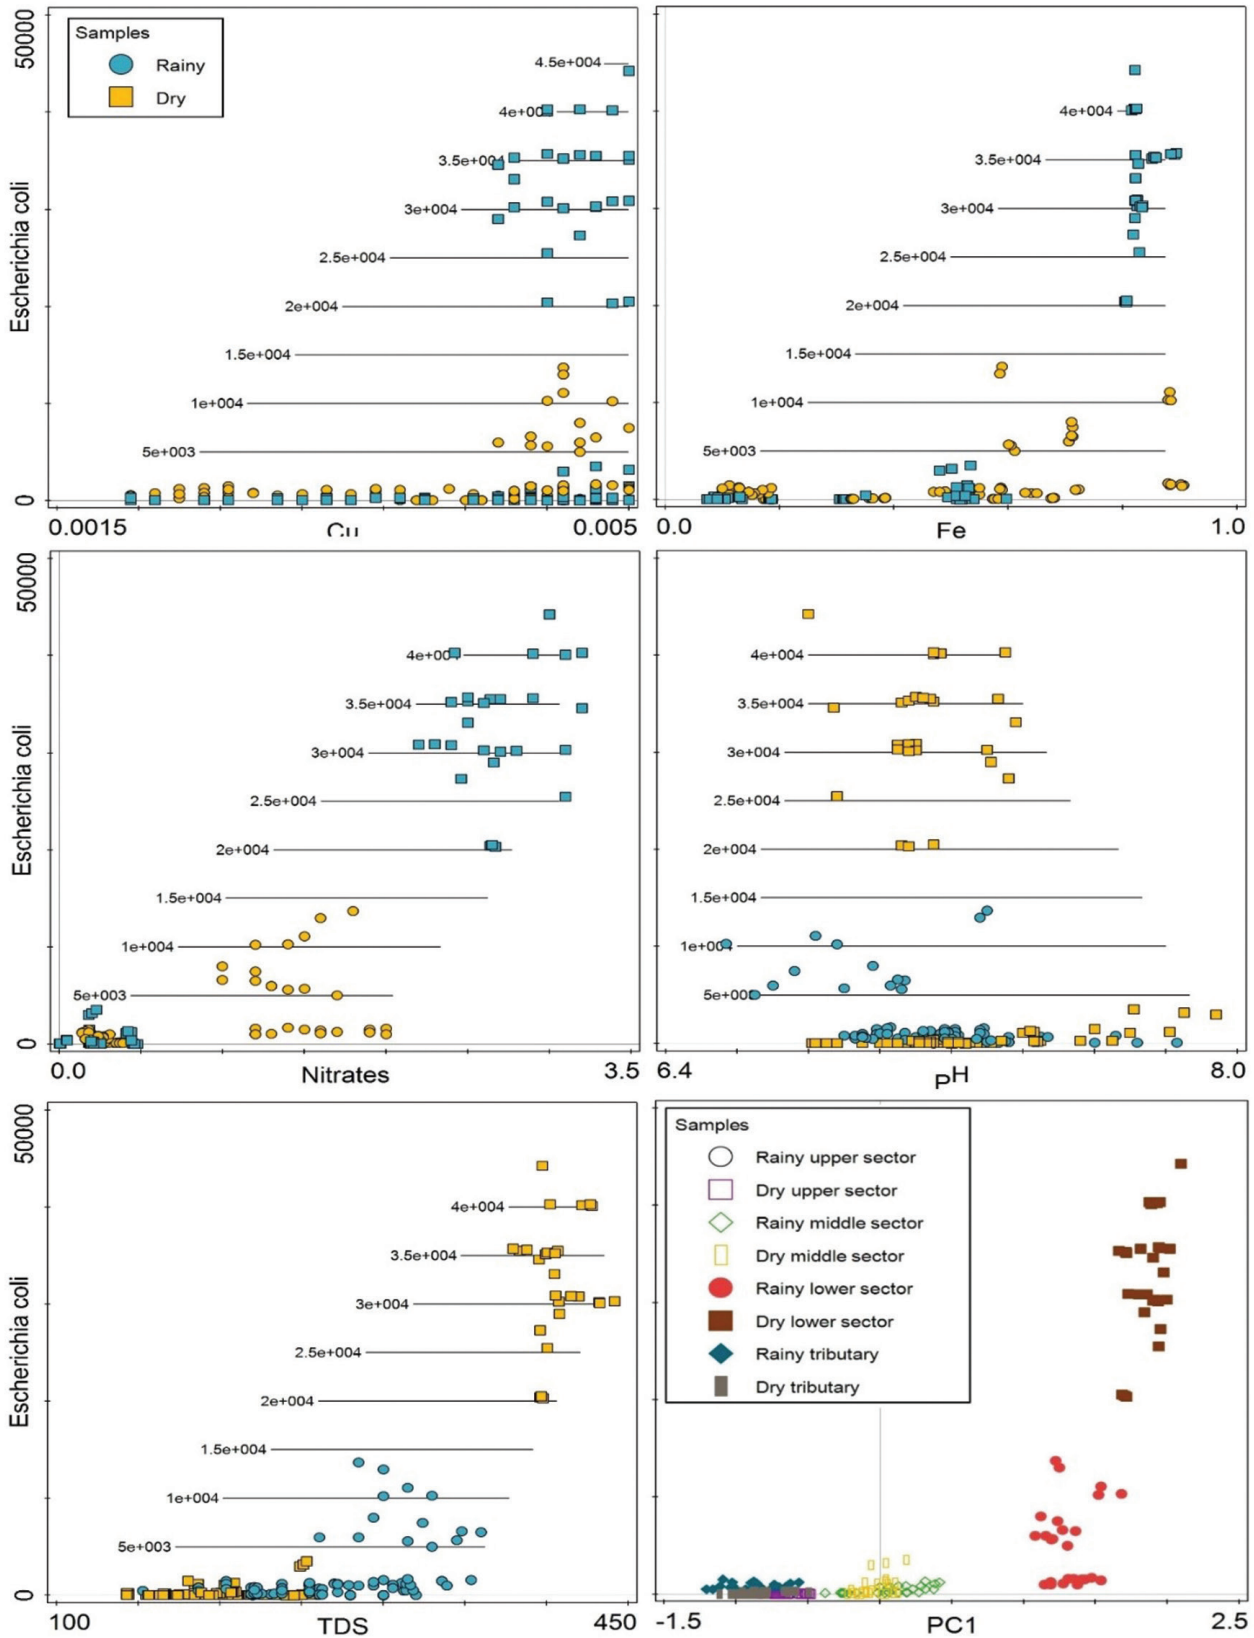 50000
Samples
Rainy
Dry
4.5e+004
4e+00
3.5e+004
3e+004
2.5e+004
2e+004
1.5e+004
1e+004
5e+003
0
Escherichia coli
0.0015
Cu
0.005
4e+004
3.5e+004
3e+004
2.5e+004
2e+004
1.5e+004
1e+004
5e+003
0.0
Fe
1.0
50000
4e+00
3.5e+004
3e+004
2.5e+004
2e+004
1.5e+004
1e+004
5e+003
0
Escherichia coli
0.0
Nitrates
3.5
4e+004
3.5e+004
3e+004
2.5e+004
2e+004
1.5e+004
1e+004
5e+003
6.4
PH
8.0
50000
4e+004
3.5e+004
3e+004
2.5e+004
2e+004
1.5e+004
1e+004
5e+003
0
Escherichia coli
100
TDS
450
Samples
Rainy upper sector
Dry upper sector
Rainy middle sector
Dry middle sector
Rainy lower sector
Dry lower sector
Rainy tributary
Dry tributary
-1.5
PC1
2.5